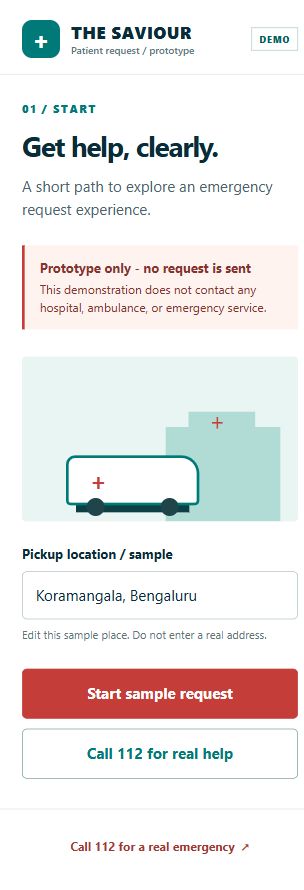 + THE SAVIOUR
Patient request / prototype
DEMO
01 / START
Get help, clearly.
A short path to explore an emergency
request experience.
Prototype only - no request is sent
This demonstration does not contact any
hospital, ambulance, or emergency service.
Pickup location / sample
Koramangala, Bengaluru
Edit this sample place. Do not enter a real address.
Start sample request
Call 112 for real help
Call 112 for a real emergency ↗